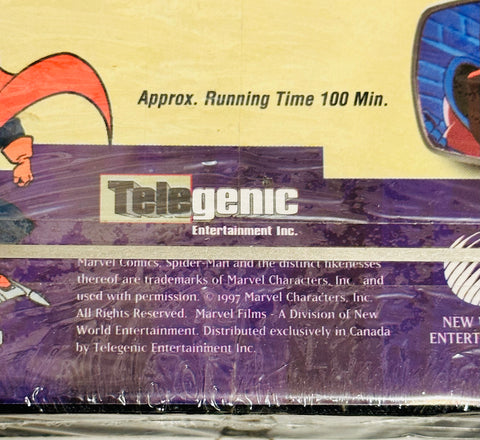 Approx. Running Time 100 Min.
Telegenic
Entertainment Inc.
Marvel Comics, Spider-Man and the distinct likenesses
thereof are trademarks of Marvel Characters, Inc. and
used with permission. © 1997 Marvel Characters, Inc.
All Rights Reserved. Marvel Films - A Division of New
World Entertainment. Distributed exclusively in Canada
by Telegenic Entertainment Inc.
NEW
ENTERT